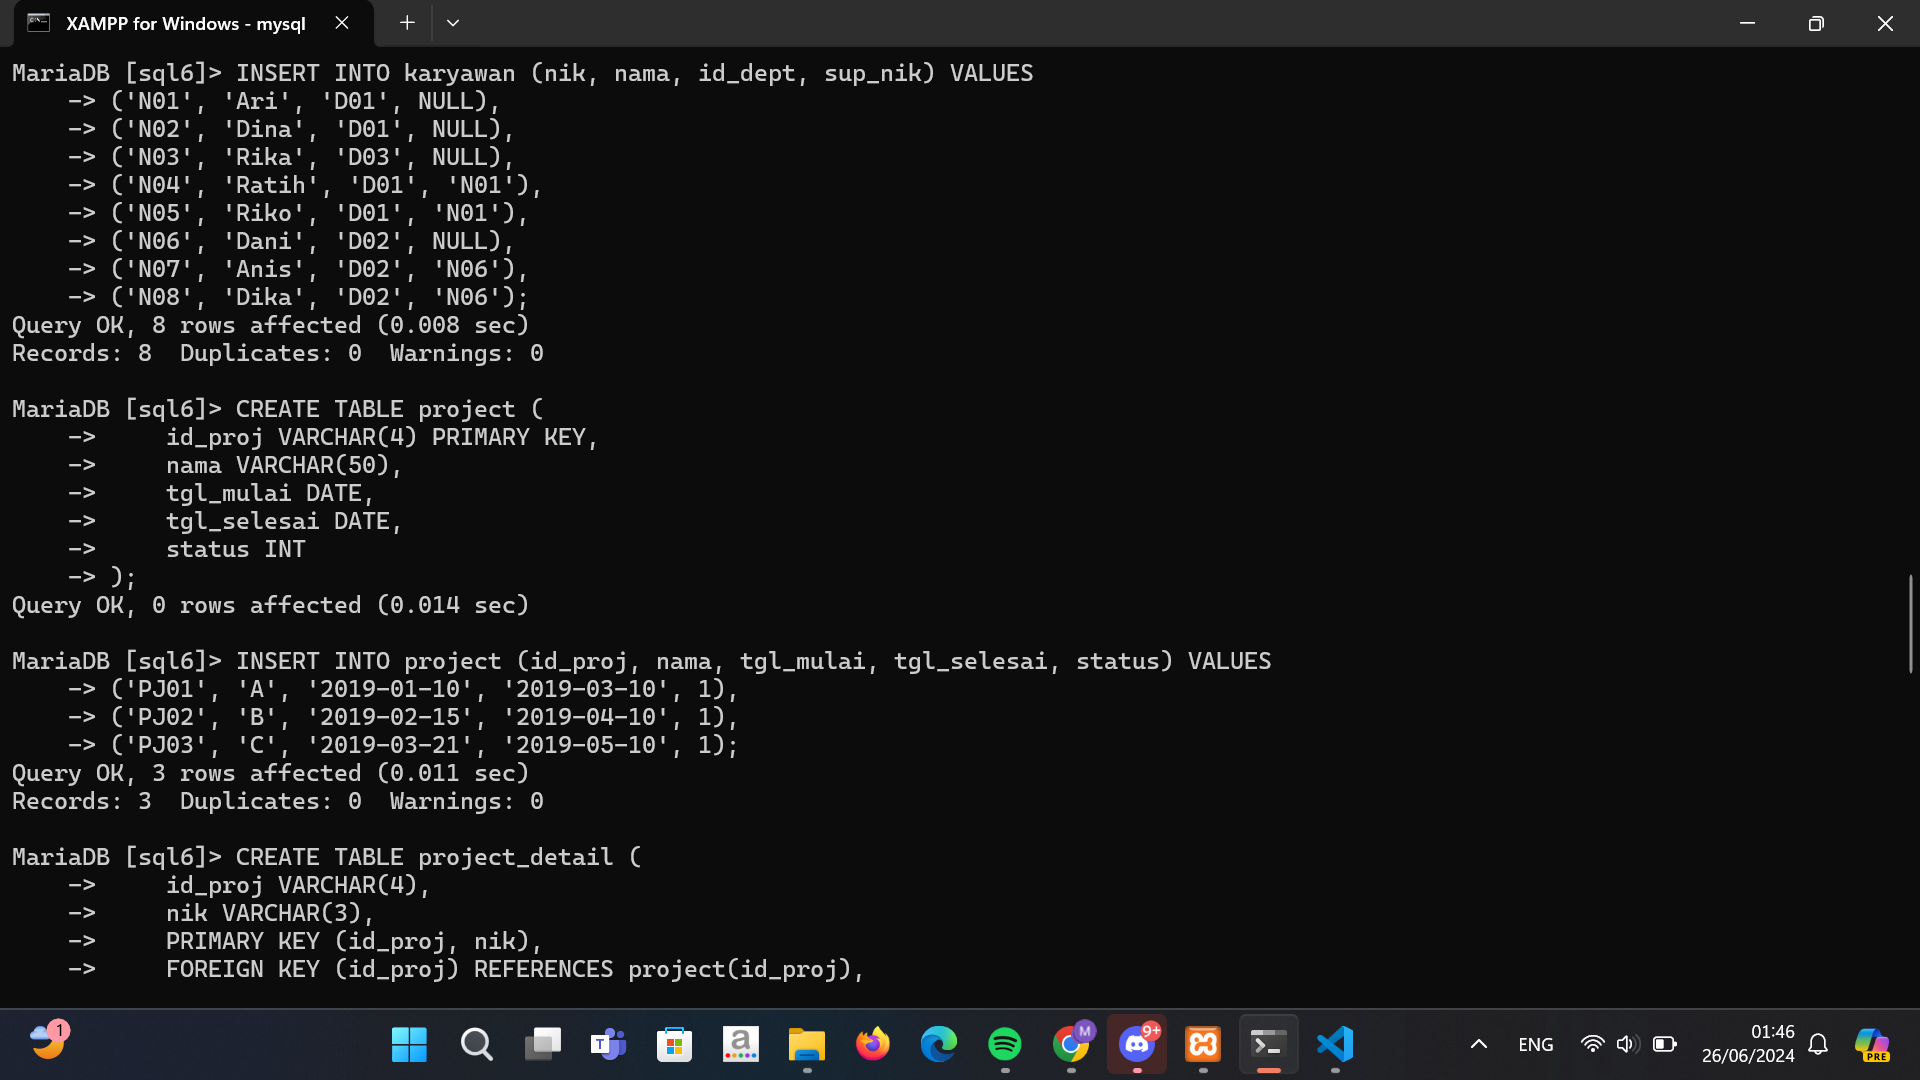 XAMPP for Windows - mysql
MariaDB [sql6]> INSERT INTO karyawan (nik, nama, id_dept, sup_nik) VALUES
    -> ('N01', 'Ari', 'D01', NULL),
    -> ('N02', 'Dina', 'D01', NULL),
    -> ('N03', 'Rika', 'D03', NULL),
    -> ('N04', 'Ratih', 'D01', 'N01'),
    -> ('N05', 'Riko', 'D01', 'N01'),
    -> ('N06', 'Dani', 'D02', NULL),
    -> ('N07', 'Anis', 'D02', 'N06'),
    -> ('N08', 'Dika', 'D02', 'N06');
Query OK, 8 rows affected (0.008 sec)
Records: 8  Duplicates: 0  Warnings: 0
MariaDB [sql6]> CREATE TABLE project (
    ->     id_proj VARCHAR(4) PRIMARY KEY,
    ->     nama VARCHAR(50),
    ->     tgl_mulai DATE,
    ->     tgl_selesai DATE,
    ->     status INT
    -> );
Query OK, 0 rows affected (0.014 sec)
MariaDB [sql6]> INSERT INTO project (id_proj, nama, tgl_mulai, tgl_selesai, status) VALUES
    -> ('PJ01', 'A', '2019-01-10', '2019-03-10', 1),
    -> ('PJ02', 'B', '2019-02-15', '2019-04-10', 1),
    -> ('PJ03', 'C', '2019-03-21', '2019-05-10', 1);
Query OK, 3 rows affected (0.011 sec)
Records: 3  Duplicates: 0  Warnings: 0
MariaDB [sql6]> CREATE TABLE project_detail (
    ->     id_proj VARCHAR(4),
    ->     nik VARCHAR(3),
    ->     PRIMARY KEY (id_proj, nik),
    ->     FOREIGN KEY (id_proj) REFERENCES project(id_proj),
1
T
a
M
9+
ENG
01:46
26/06/2024
PRE